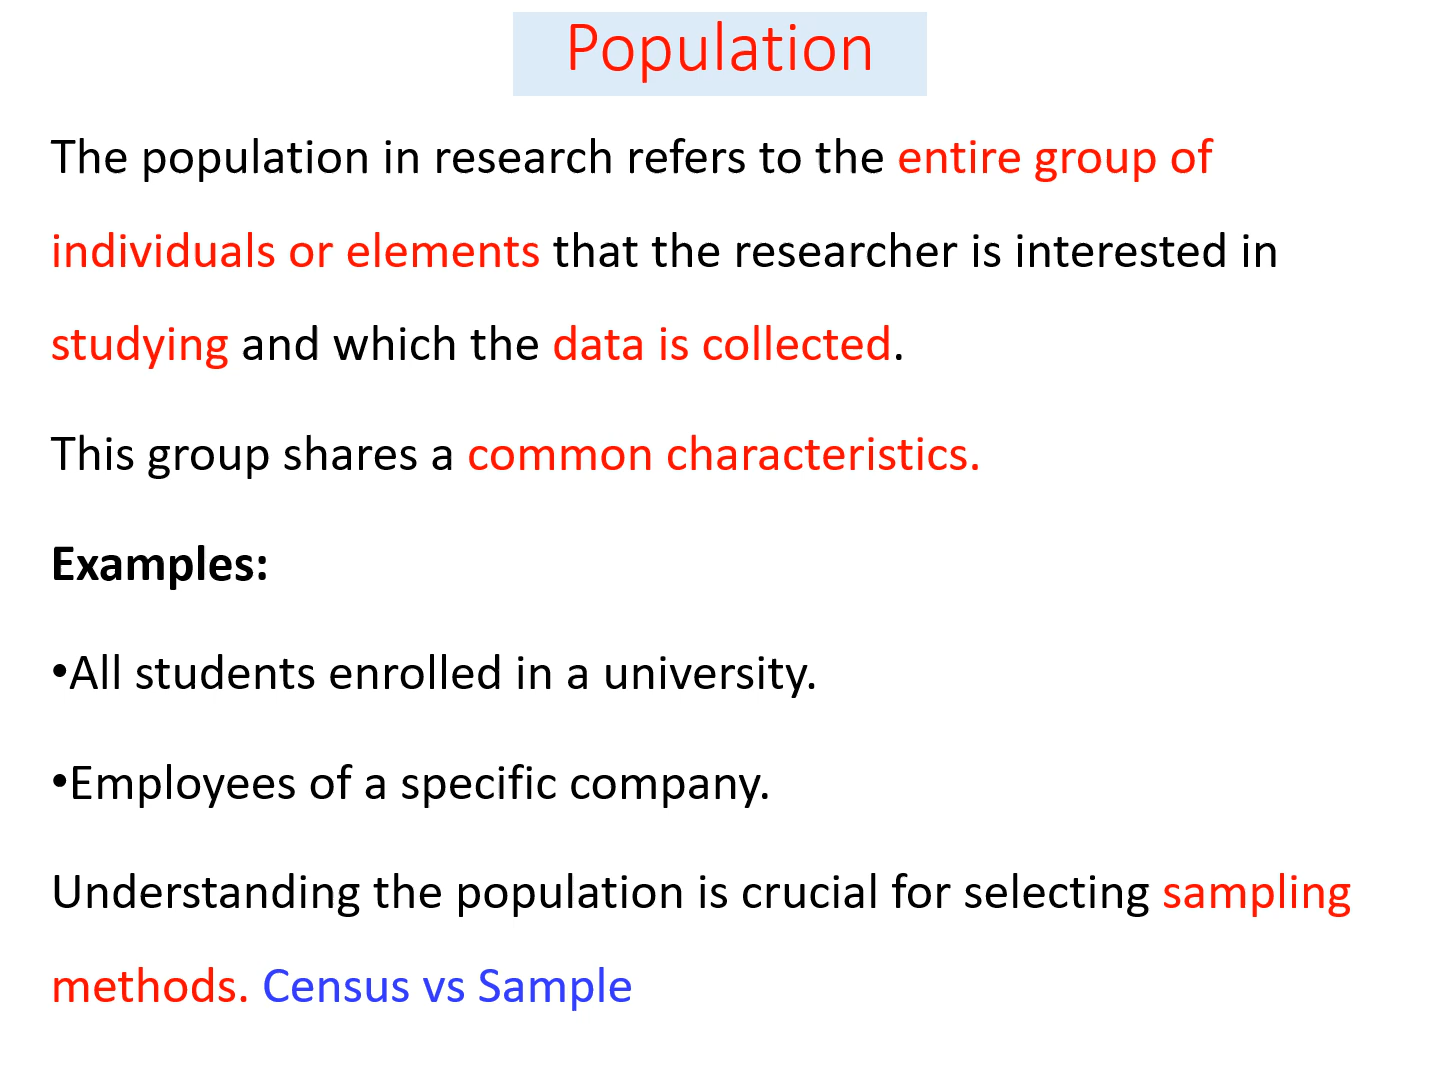 Population
The population in research refers to the entire group of
individuals or elements that the researcher is interested in
studying and which the data is collected.
This group shares a common characteristics.
Examples:
•All students enrolled in a university.
•Employees of a specific company.
Understanding the population is crucial for selecting sampling
methods. Census vs Sample